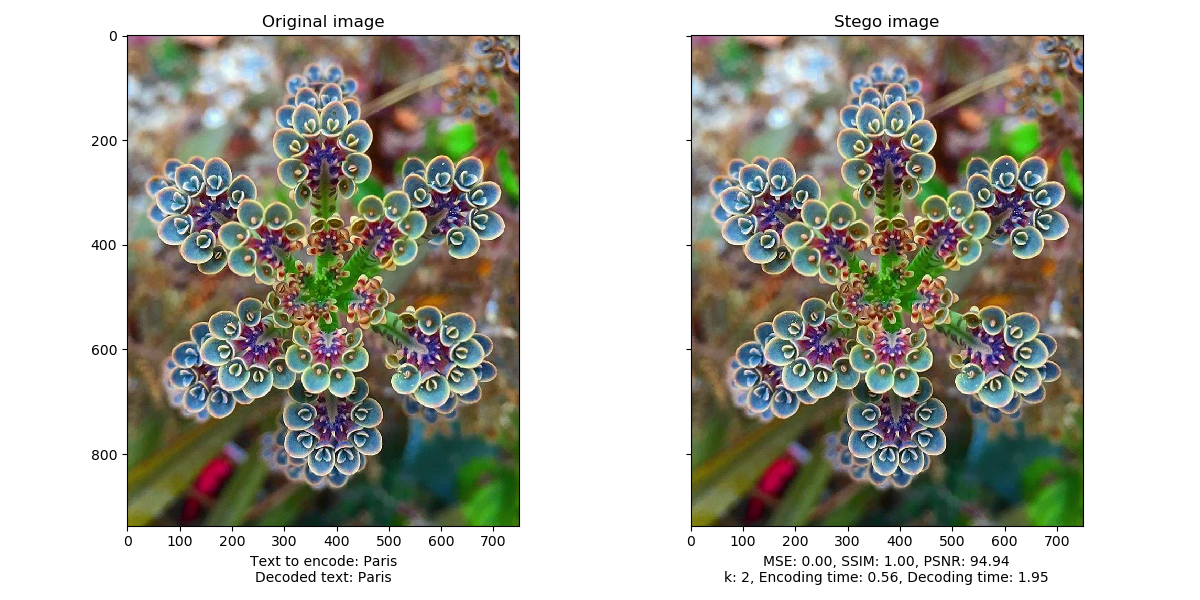 Original image
Stego image
0
200
400
600
800
0 100 200 300 400 500 600 700
0 100 200 300 400 500 600 700
Text to encode: Paris
Decoded text: Paris
MSE: 0.00, SSIM: 1.00, PSNR: 94.94
k: 2, Encoding time: 0.56, Decoding time: 1.95